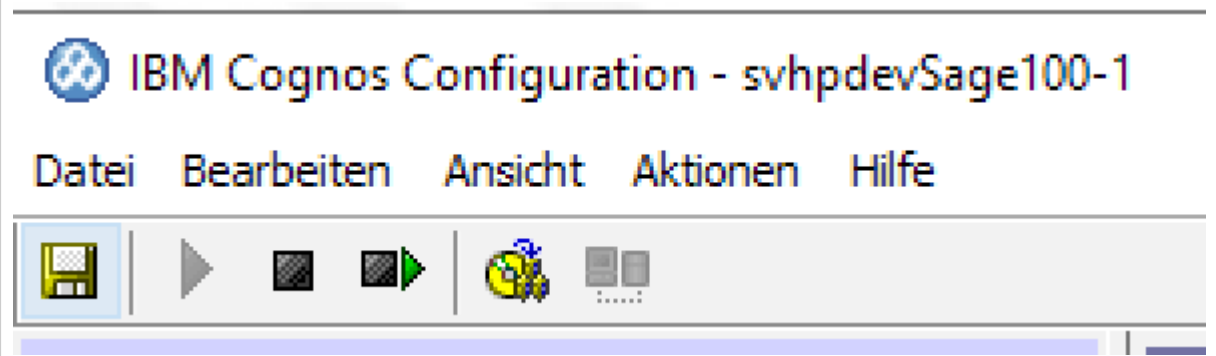 IBM Cognos Configuration - svhpdevSage100-1
Datei Bearbeiten Ansicht Aktionen Hilfe